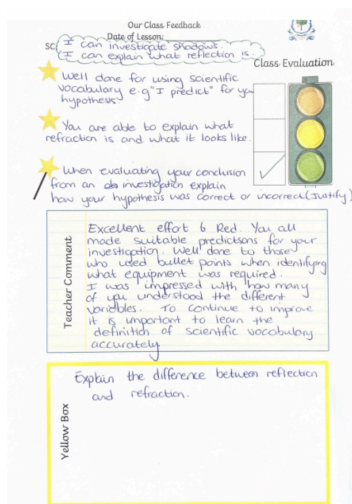 Our Class Feedback
Date of Lesson:
SC: I can investigate shadows.
I can explain what reflection is.
Class Evaluation
Well done for using scientific
vocabulary e.g "I predict" for your
hypothesis
You are able to explain what
refraction is and what it looks like.
When evaluating your conclusion
from an investigation explain
how your hypothesis was correct or incorrect (Justify)
Teacher Comment
Excellent effort 6 Red. You all
made suitable predictions for your
investigation. Well done to those
who used bullet points when identifying
what equipment was required.
I was impressed with how many
of you understood the different
variables. To continue to improve
it is important to learn the
definition of scientific vocabulary
accurately
Yellow Box
Explain the difference between reflection
and refraction.